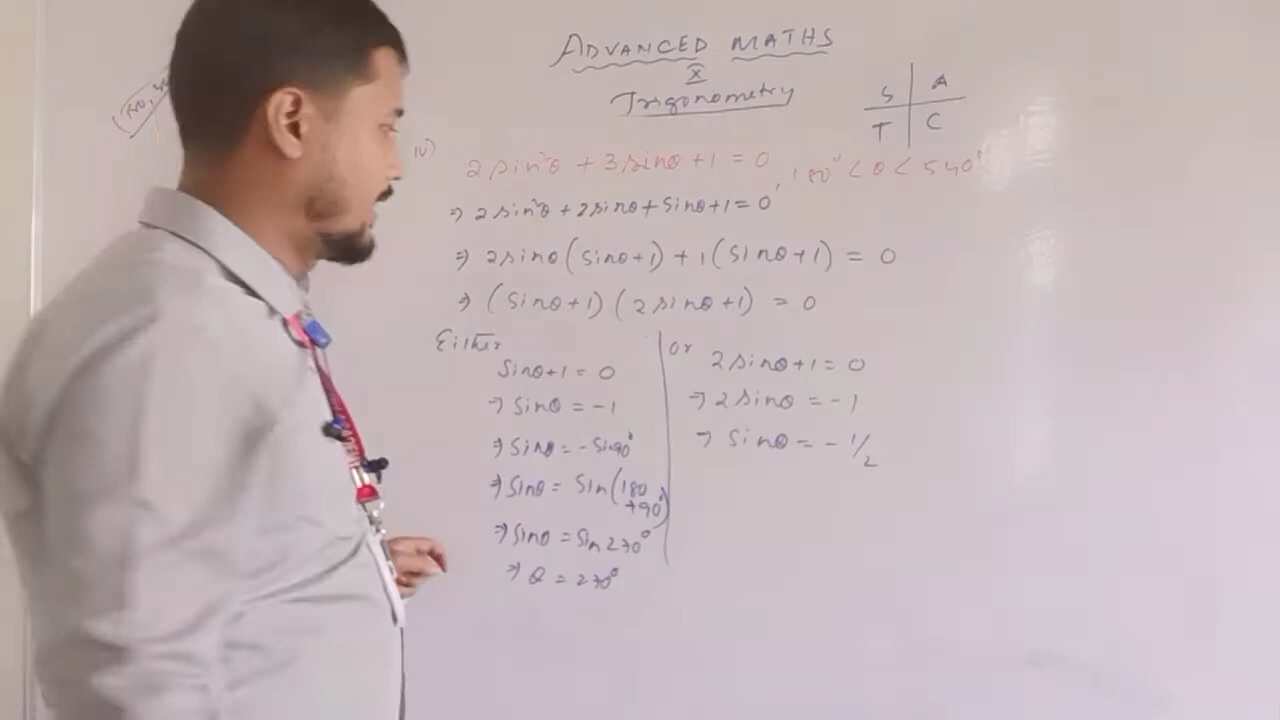 ADVANCED MATHS
X
Trigonometry
S A
T C
iv) 2sin²θ + 3sinθ + 1 = 0, 180° < θ < 540°
⇒ 2sin²θ + 2sinθ + sinθ + 1 = 0
⇒ 2sinθ(sinθ+1) + 1(sinθ+1) = 0
⇒ (sinθ+1)(2sinθ+1) = 0
Either
sinθ+1 = 0
⇒ sinθ = -1
⇒ sinθ = -sin90°
⇒ sinθ = sin(180
+90°)
⇒ sinθ = sin270°
⇒ θ = 270°
or 2sinθ+1 = 0
⇒ 2sinθ = -1
⇒ sinθ = -1/2